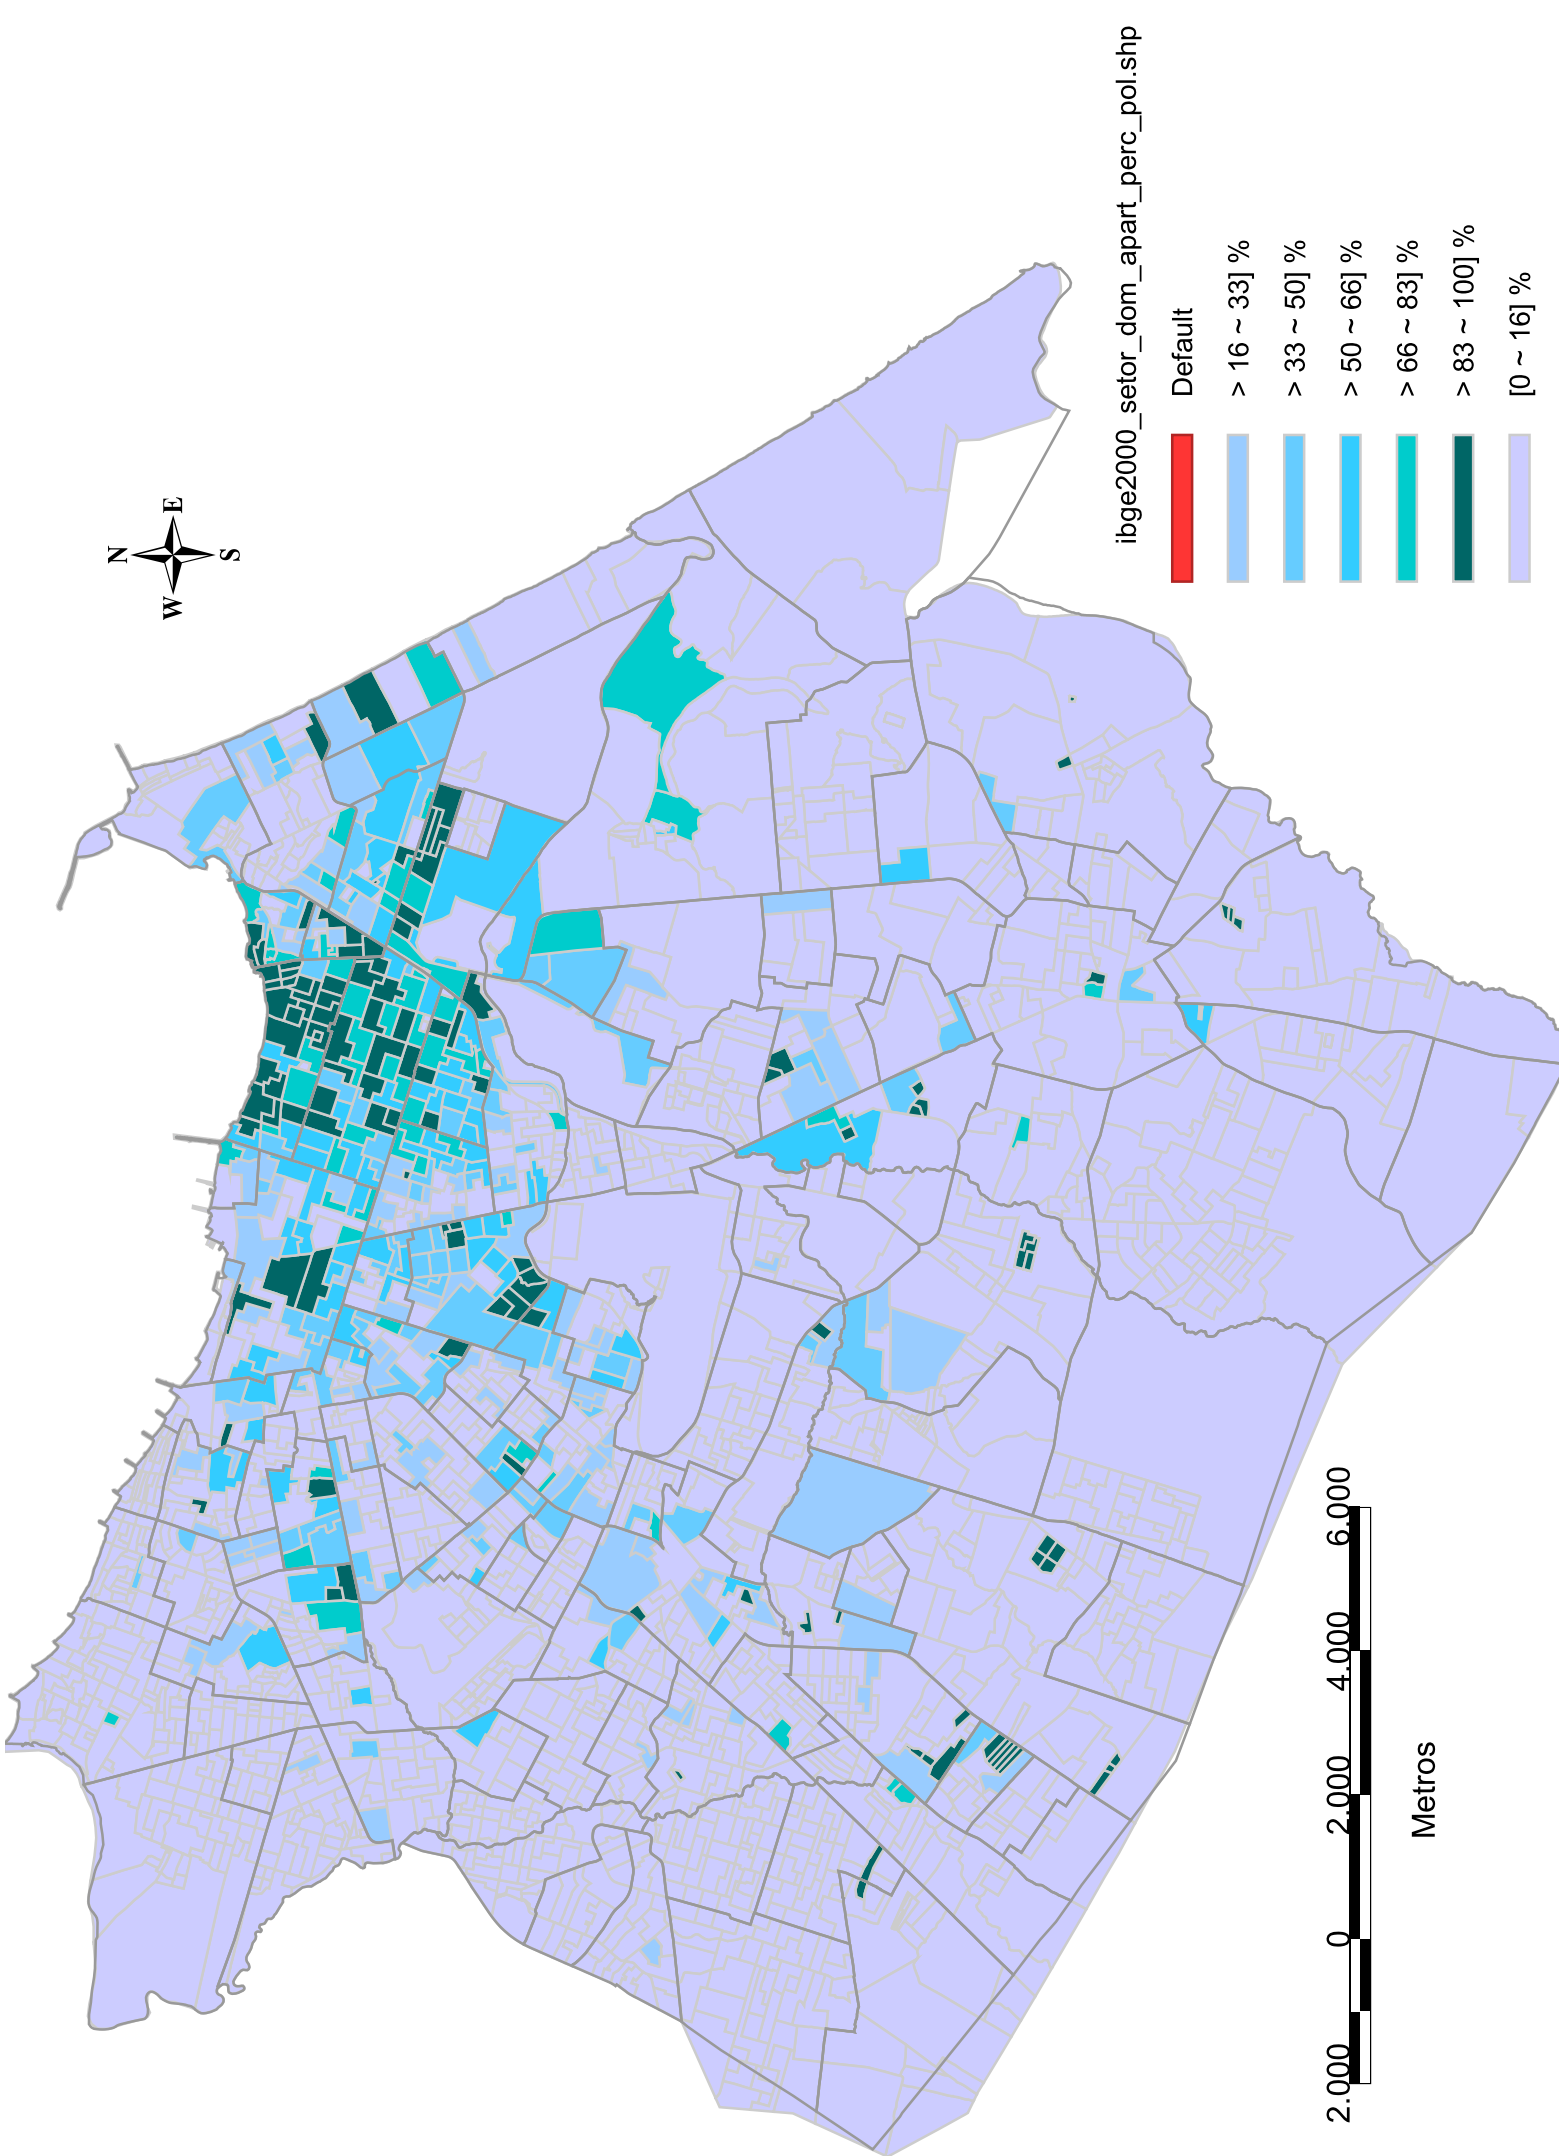 N
W E
S
ibge2000_setor_dom_apart_perc_pol.shp
Default
> 16 ~ 33] %
> 33 ~ 50] %
> 50 ~ 66] %
> 66 ~ 83] %
> 83 ~ 100] %
[0 ~ 16] %
2.000 0 2.000 4.000 6.000
Metros